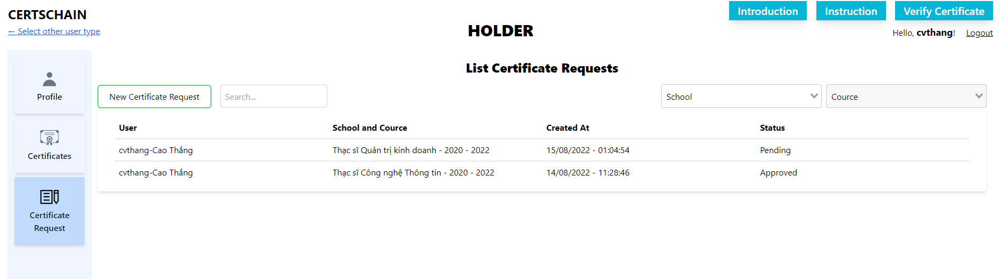 CERTSCHAIN
← Select other user type
HOLDER
Introduction
Instruction
Verify Certificate
Hello, cvthang!
Logout
Profile
Certificates
Certificate
Request
List Certificate Requests
New Certificate Request
Search...
School
Cource
User School and Cource Created At Status
cvthang-Cao Thắng Thạc sĩ Quản trị kinh doanh - 2020 - 2022 15/08/2022 - 01:04:54 Pending
cvthang-Cao Thắng Thạc sĩ Công nghệ Thông tin - 2020 - 2022 14/08/2022 - 11:28:46 Approved